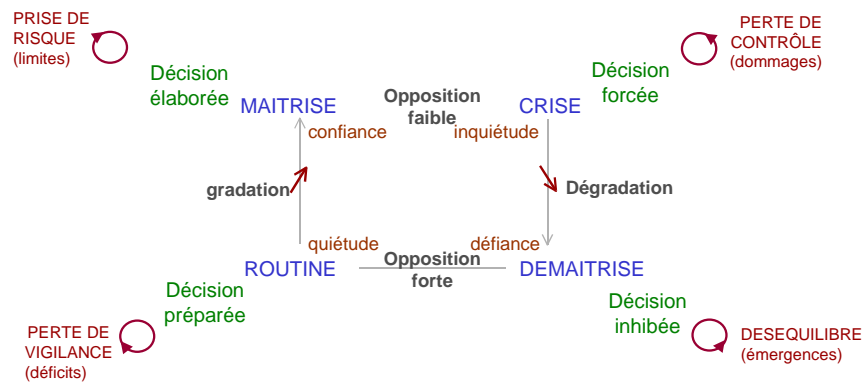 PRISE DE
RISQUE
(limites)
PERTE DE
CONTRÔLE
(dommages)
Décision
élaborée
Décision
forcée
MAITRISE
Opposition
faible
CRISE
confiance
inquiétude
gradation
Dégradation
quiétude
défiance
ROUTINE
Opposition
forte
DEMAITRISE
Décision
préparée
Décision
inhibée
PERTE DE
VIGILANCE
(déficits)
DESEQUILIBRE
(émergences)